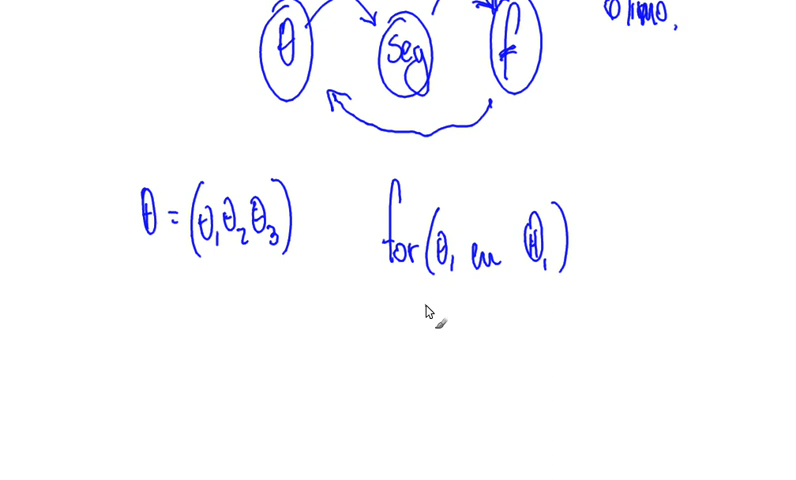 θ seg f
θ = (θ₁ θ₂ θ₃) for (θ₁ en Θ₁)